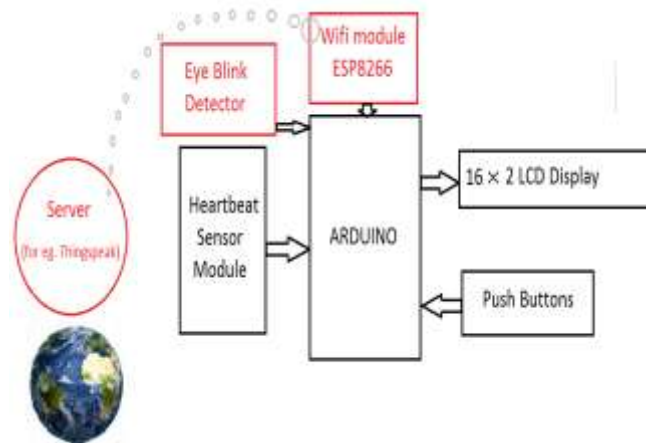 Wifi module
ESP8266
Eye Blink
Detector
Server
(for eg. Thingspeak)
Heartbeat
Sensor
Module
ARDUINO
16 × 2 LCD Display
Push Buttons